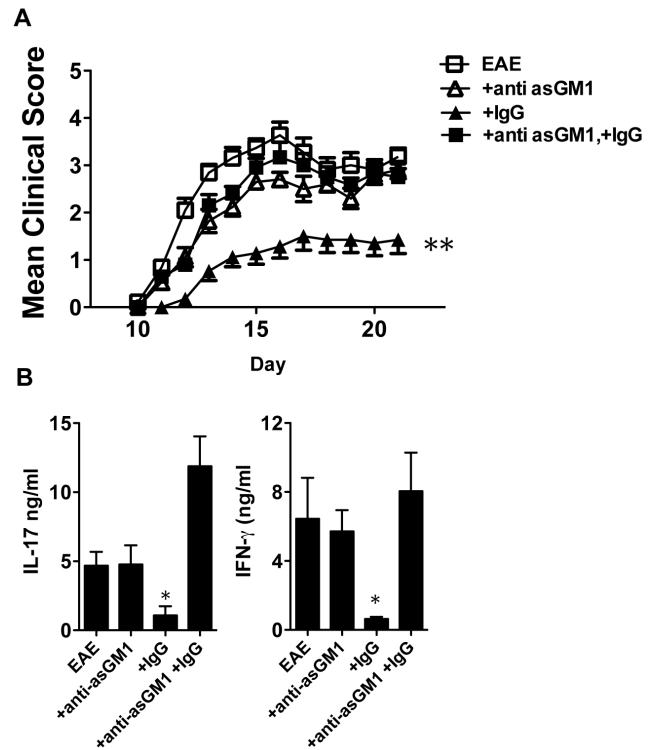 A
EAE
+anti asGM1
+IgG
+anti asGM1,+IgG
Mean Clinical Score
5
4
3
2
1
0
10
15
20
**
Day
B
IL-17 ng/ml
15
10
5
0
*
EAE
+anti-asGM1
+IgG
+anti-asGM1 +IgG
IFN-γ (ng/ml
12
8
4
0
*
EAE
+anti-asGM1
+IgG
+anti-asGM1 +IgG